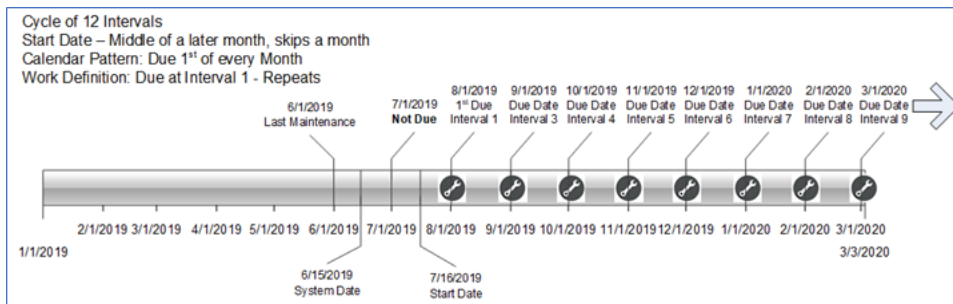 Cycle of 12 Intervals
Start Date – Middle of a later month, skips a month
Calendar Pattern: Due 1st of every Month
Work Definition: Due at Interval 1 - Repeats
8/1/2019 9/1/2019 10/1/2019 11/1/2019 12/1/2019 1/1/2020 2/1/2020 3/1/2020
6/1/2019 7/1/2019 1st Due Due Date Due Date Due Date Due Date Due Date Due Date Due Date
Last Maintenance Not Due Interval 1 Interval 3 Interval 4 Interval 5 Interval 6 Interval 7 Interval 8 Interval 9
2/1/2019 3/1/2019 4/1/2019 5/1/2019 6/1/2019 7/1/2019 8/1/2019 9/1/2019 10/1/2019 11/1/2019 12/1/2019 1/1/2020 2/1/2020 3/1/2020
1/1/2019 3/3/2020
6/15/2019 7/16/2019
System Date Start Date